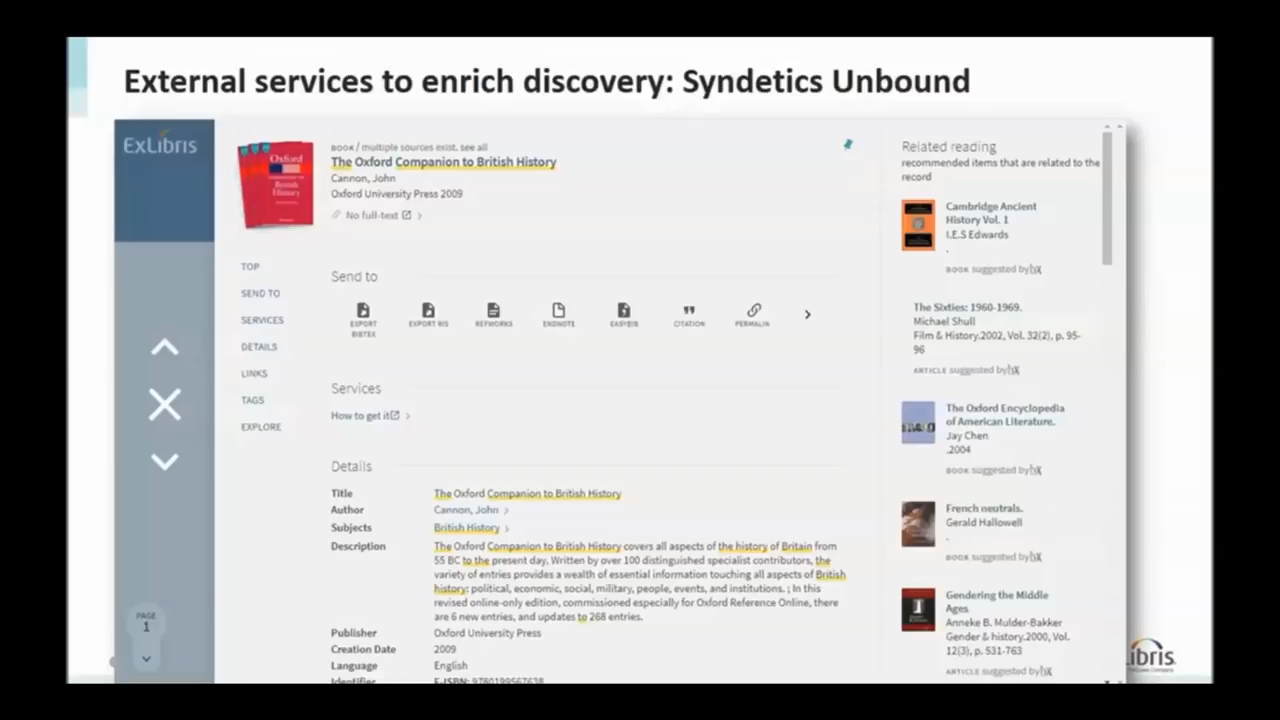 External services to enrich discovery: Syndetics Unbound
ExLibris
BOOK / multiple sources exist. see all
The Oxford Companion to British History
Cannon, John
Oxford University Press 2009
No full-text
TOP
SEND TO
SERVICES
DETAILS
LINKS
TAGS
EXPLORE
Send to
EXPORT BIBTEX
EXPORT RIS
REFWORKS
ENDNOTE
EASYBIB
CITATION
PERMALINK
Services
How to get it
Details
Title The Oxford Companion to British History
Author Cannon, John
Subjects British History
Description The Oxford Companion to British History covers all aspects of the history of Britain from
55 BC to the present day. Written by over 100 distinguished specialist contributors, the
variety of entries provides a wealth of essential information touching all aspects of British
history: political, economic, social, military, people, events, and institutions. ; In this
revised online-only edition, commissioned especially for Oxford Reference Online, there
are 6 new entries, and updates to 268 entries.
Publisher Oxford University Press
Creation Date 2009
Language English
Identifier E-ISBN: 9780199567638
PAGE
1
Related reading
recommended items that are related to the
record
Cambridge Ancient
History Vol. 1
I.E.S Edwards
.
BOOK suggested by bX
The Sixties: 1960-1969.
Michael Shull
Film & History.2002, Vol. 32(2), p. 95-
96
ARTICLE suggested by bX
The Oxford Encyclopedia
of American Literature.
Jay Chen
.2004
BOOK suggested by bX
French neutrals.
Gerald Hallowell
.
BOOK suggested by bX
Gendering the Middle
Ages
Anneke B. Mulder-Bakker
Gender & history.2000, Vol.
12(3), p. 531-763
ARTICLE suggested by bX
Oxford
British
History